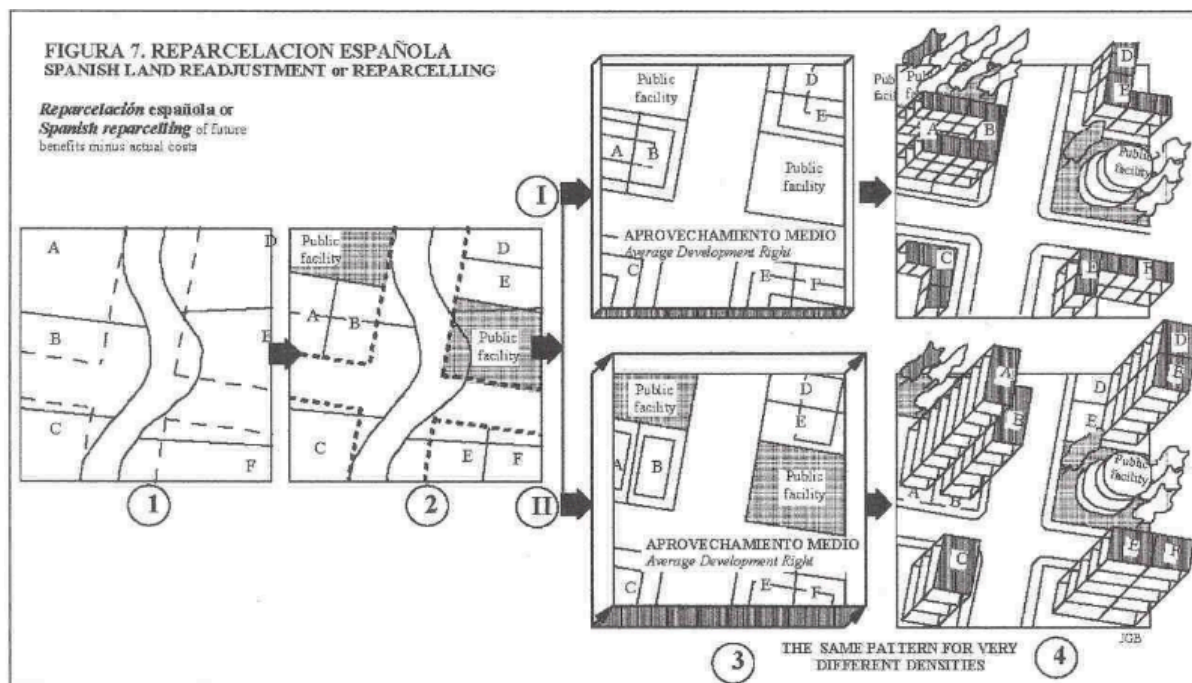 FIGURA 7. REPARCELACION ESPAÑOLA
SPANISH LAND READJUSTMENT or REPARCELLING
Reparcelación española or
Spanish reparcelling of future
benefits minus actual costs
A
D
B
E
C
F
1
Public
facility
D
E
A
B
Public
facility
C
E
F
2
I
II
Public
facility
D
E
A
B
Public
facility
APROVECHAMIENTO MEDIO
Average Development Right
C
E
F
Public
facility
D
E
A
B
Public
facility
APROVECHAMIENTO MEDIO
Average Development Right
C
E
F
3
D
E
A
B
Public
facility
C
E
F
A
B
D
E
D
E
Public
facility
A
B
C
E
F
JGB
THE SAME PATTERN FOR VERY
DIFFERENT DENSITIES
4